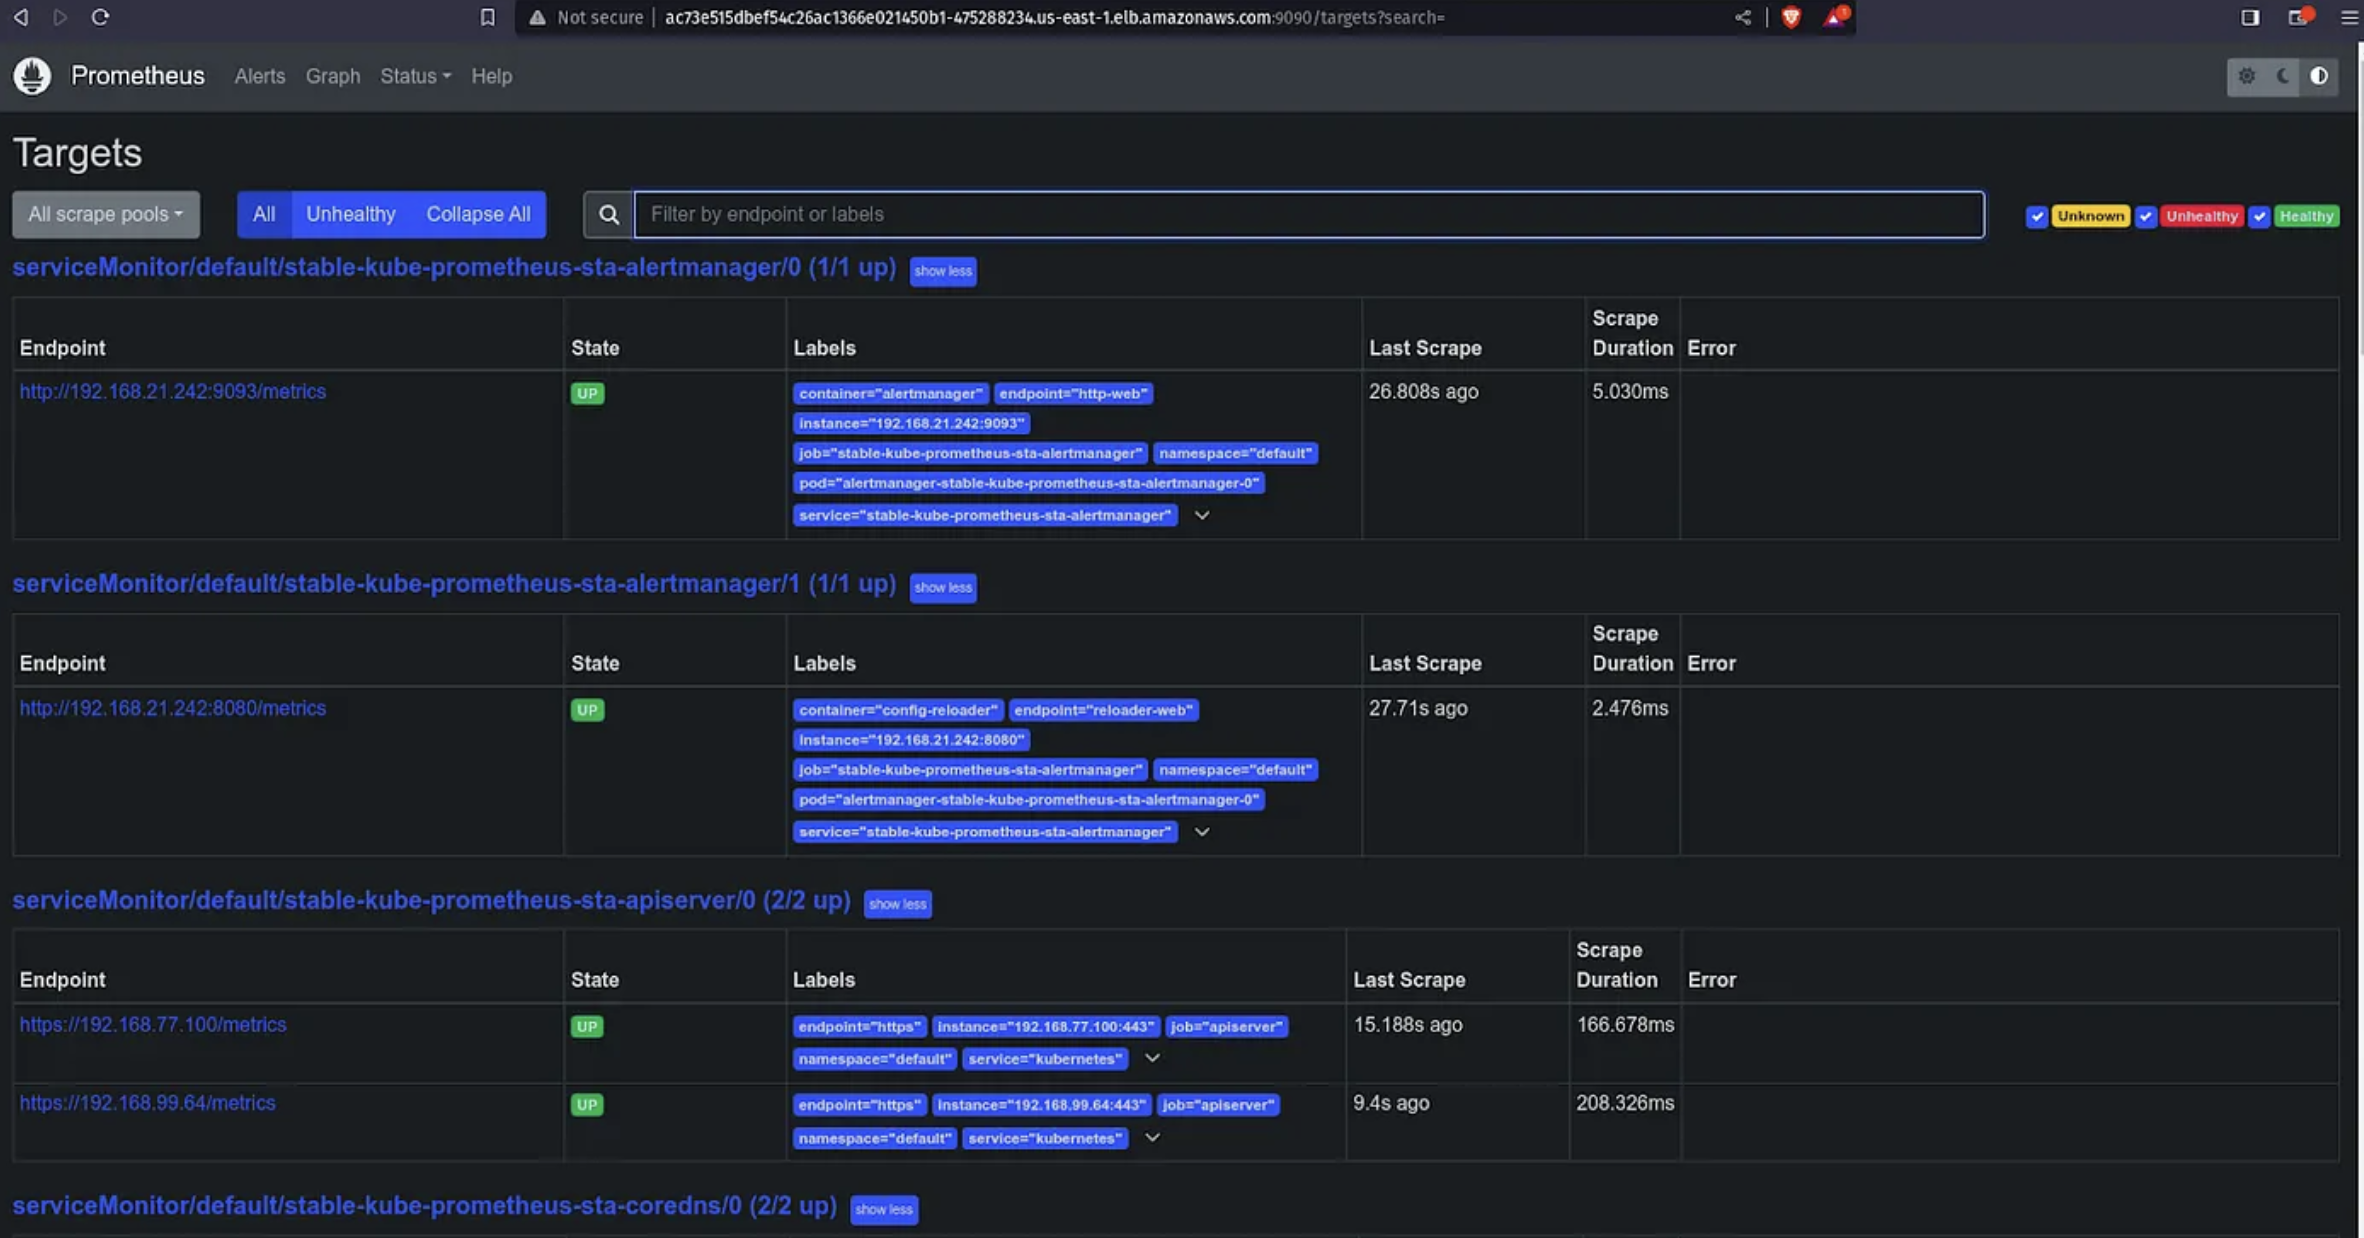 Not secure | ac73e515dbef54c26ac1366e021450b1-475288234.us-east-1.elb.amazonaws.com:9090/targets?search=
Prometheus Alerts Graph Status Help
Targets
All scrape pools All Unhealthy Collapse All Filter by endpoint or labels Unknown Unhealthy Healthy
serviceMonitor/default/stable-kube-prometheus-sta-alertmanager/0 (1/1 up) show less
Endpoint State Labels Last Scrape Scrape Duration Error
http://192.168.21.242:9093/metrics UP container="alertmanager" endpoint="http-web" 26.808s ago 5.030ms
instance="192.168.21.242:9093"
job="stable-kube-prometheus-sta-alertmanager" namespace="default"
pod="alertmanager-stable-kube-prometheus-sta-alertmanager-0"
service="stable-kube-prometheus-sta-alertmanager"
serviceMonitor/default/stable-kube-prometheus-sta-alertmanager/1 (1/1 up) show less
Endpoint State Labels Last Scrape Scrape Duration Error
http://192.168.21.242:8080/metrics UP container="config-reloader" endpoint="reloader-web" 27.71s ago 2.476ms
instance="192.168.21.242:8080"
job="stable-kube-prometheus-sta-alertmanager" namespace="default"
pod="alertmanager-stable-kube-prometheus-sta-alertmanager-0"
service="stable-kube-prometheus-sta-alertmanager"
serviceMonitor/default/stable-kube-prometheus-sta-apiserver/0 (2/2 up) show less
Endpoint State Labels Last Scrape Scrape Duration Error
https://192.168.77.100/metrics UP endpoint="https" instance="192.168.77.100:443" job="apiserver" 15.188s ago 166.678ms
namespace="default" service="kubernetes"
https://192.168.99.64/metrics UP endpoint="https" instance="192.168.99.64:443" job="apiserver" 9.4s ago 208.326ms
namespace="default" service="kubernetes"
serviceMonitor/default/stable-kube-prometheus-sta-coredns/0 (2/2 up) show less